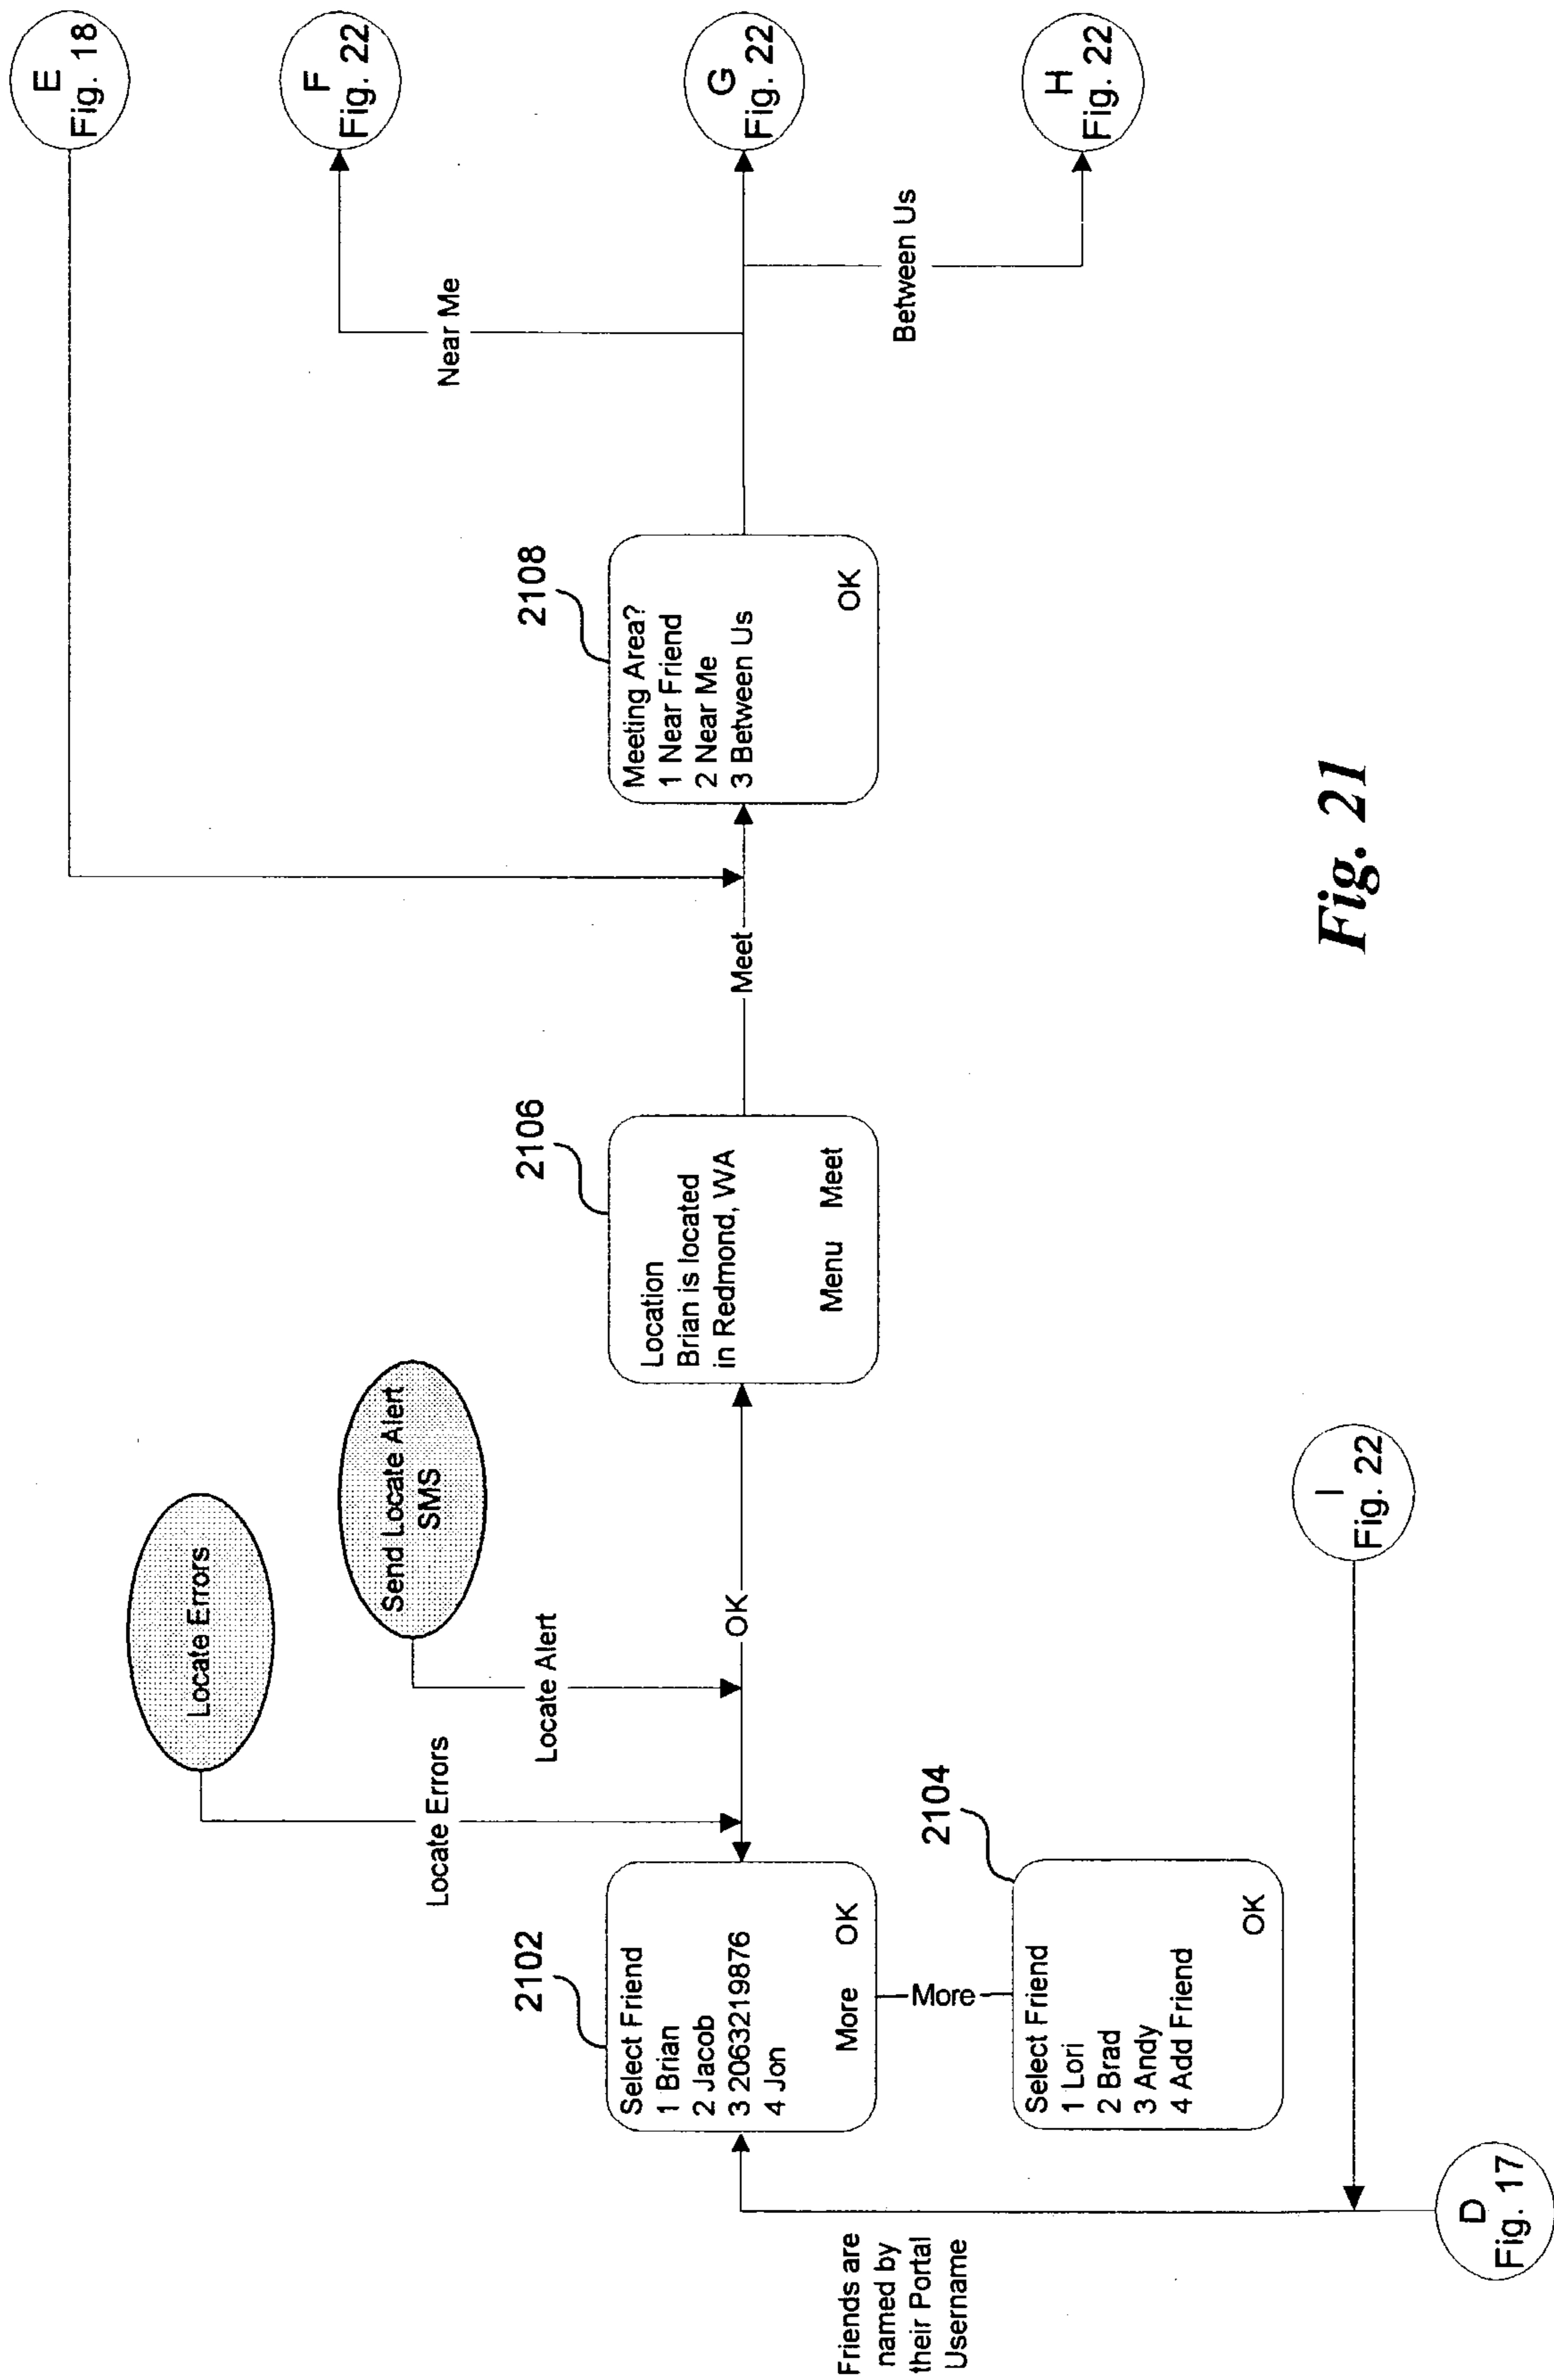 E
Fig. 18
F
Fig. 22
G
Fig. 22
H
Fig. 22
Near Me
Between Us
2108
Meeting Area?
1 Near Friend
2 Near Me
3 Between Us
OK
Meet
2106
Location
Brian is located
in Redmond, WA
Menu Meet
Locate Errors
Send Locate Alert
SMS
Locate Errors
Locate Alert
OK
2102
Select Friend
1 Brian
2 Jacob
3 2063219876
4 Jon
More OK
More
2104
Select Friend
1 Lori
2 Brad
3 Andy
4 Add Friend
OK
I
Fig. 22
D
Fig. 17
Friends are
named by
their Portal
Username
Fig. 21